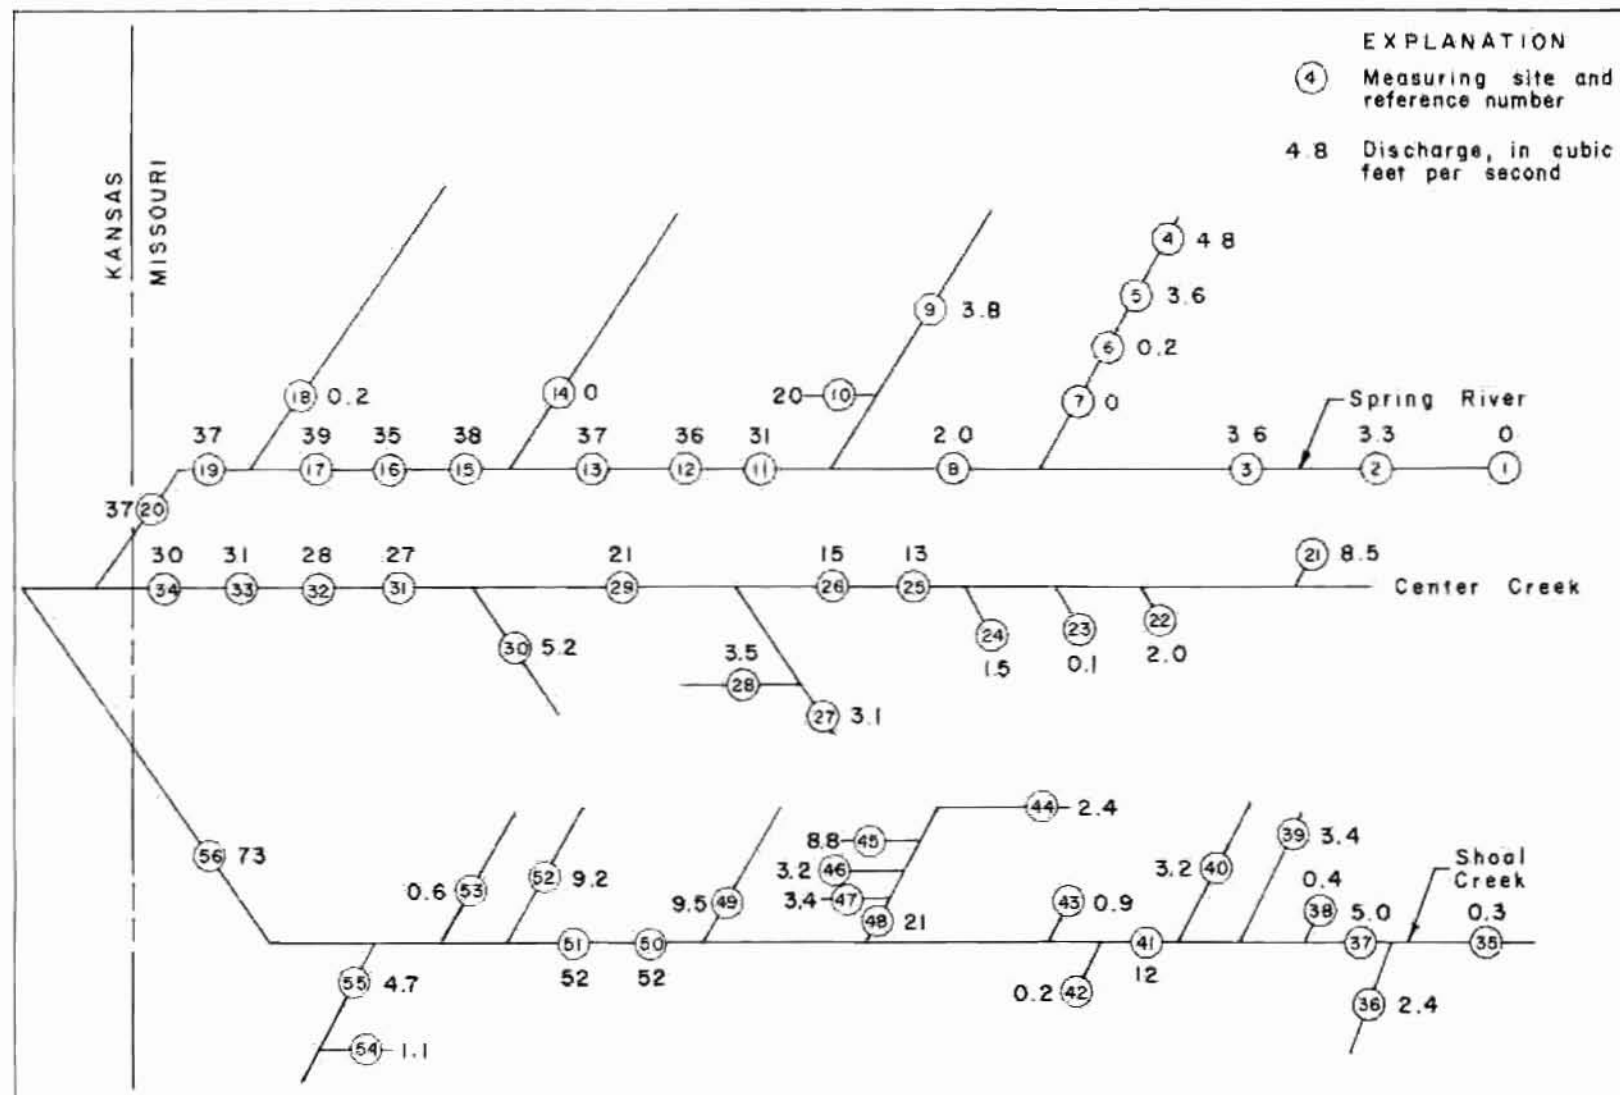 EXPLANATION
4 Measuring site and
reference number
4.8 Discharge, in cubic
feet per second
KANSAS
MISSOURI
4 4.8
5 3.6
9 3.8
6 0.2
18 0.2
14 0
20 10
7 0
Spring River
37 39 35 38 37 36 31 2.0 3.6 3.3 0
19 17 16 15 13 12 11 8 3 2 1
37 20
30 31 28 27 21 15 13 21 8.5
34 33 32 31 29 26 25
Center Creek
24 23 22
1.5 0.1 2.0
30 5.2
3.5
28
27 3.1
44 2.4
8.8 45
39 3.4
56 73
3.2 46
3.2 40
Shoal
Creek
0.6 53
52 9.2
9.5 49
3.4 47
48 21
43 0.9
0.4
38
5.0
37
0.3
35
51 50 41
52 52 12
55 4.7
0.2 42
36 2.4
54 1.1